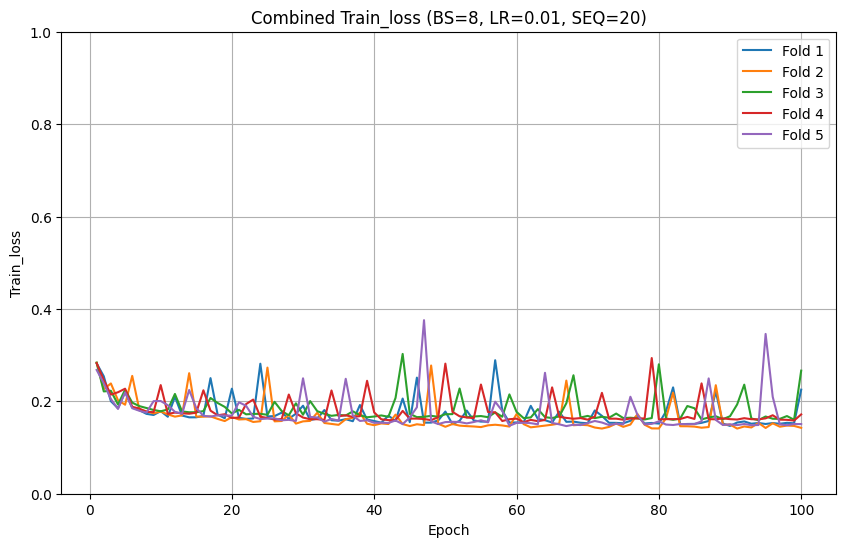 Combined Train_loss (BS=8, LR=0.01, SEQ=20)
Fold 1
Fold 2
Fold 3
Fold 4
Fold 5
Train_loss
1.0
0.8
0.6
0.4
0.2
0.0
0
20
40
60
80
100
Epoch